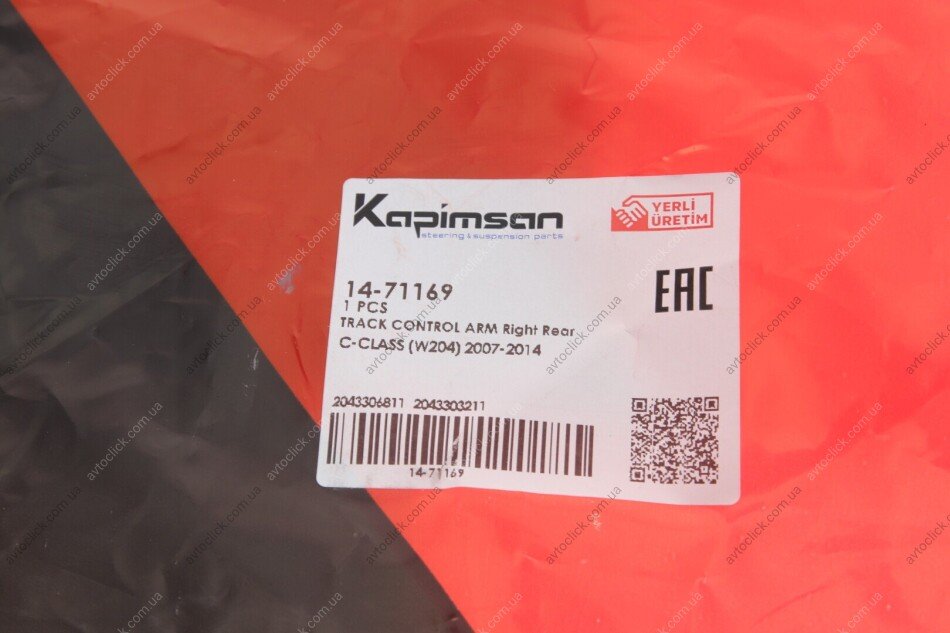 Kapimsan
steering & suspension parts
YERLİ
ÜRETİM
14-71169
1 PCS
TRACK CONTROL ARM Right Rear
C-CLASS (W204) 2007-2014
EAC
2043306811 2043303211
14-71169
avtoclick.com.ua